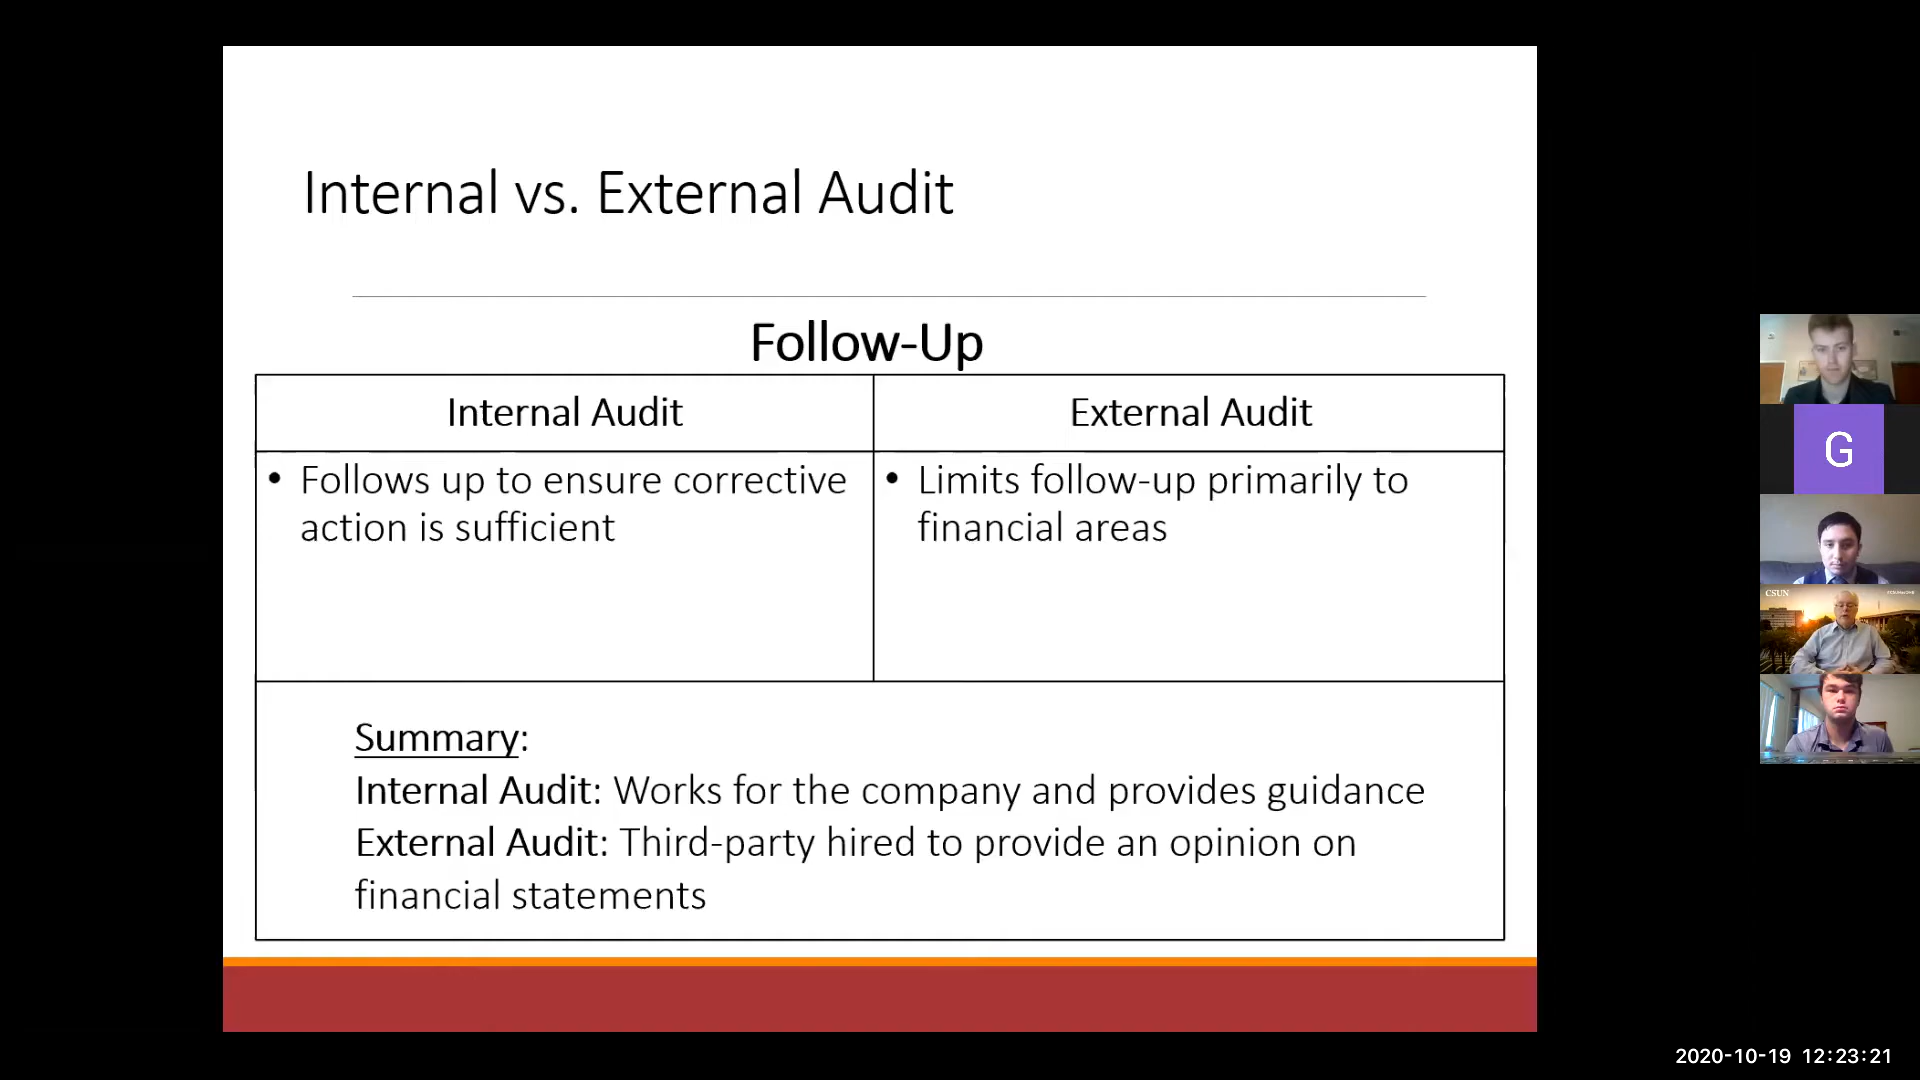 Internal vs. External Audit
Follow-Up
Internal Audit
External Audit
• Follows up to ensure corrective
action is sufficient
• Limits follow-up primarily to
financial areas
Summary:
Internal Audit: Works for the company and provides guidance
External Audit: Third-party hired to provide an opinion on
financial statements
G
CSUN
2020-10-19 12:23:21